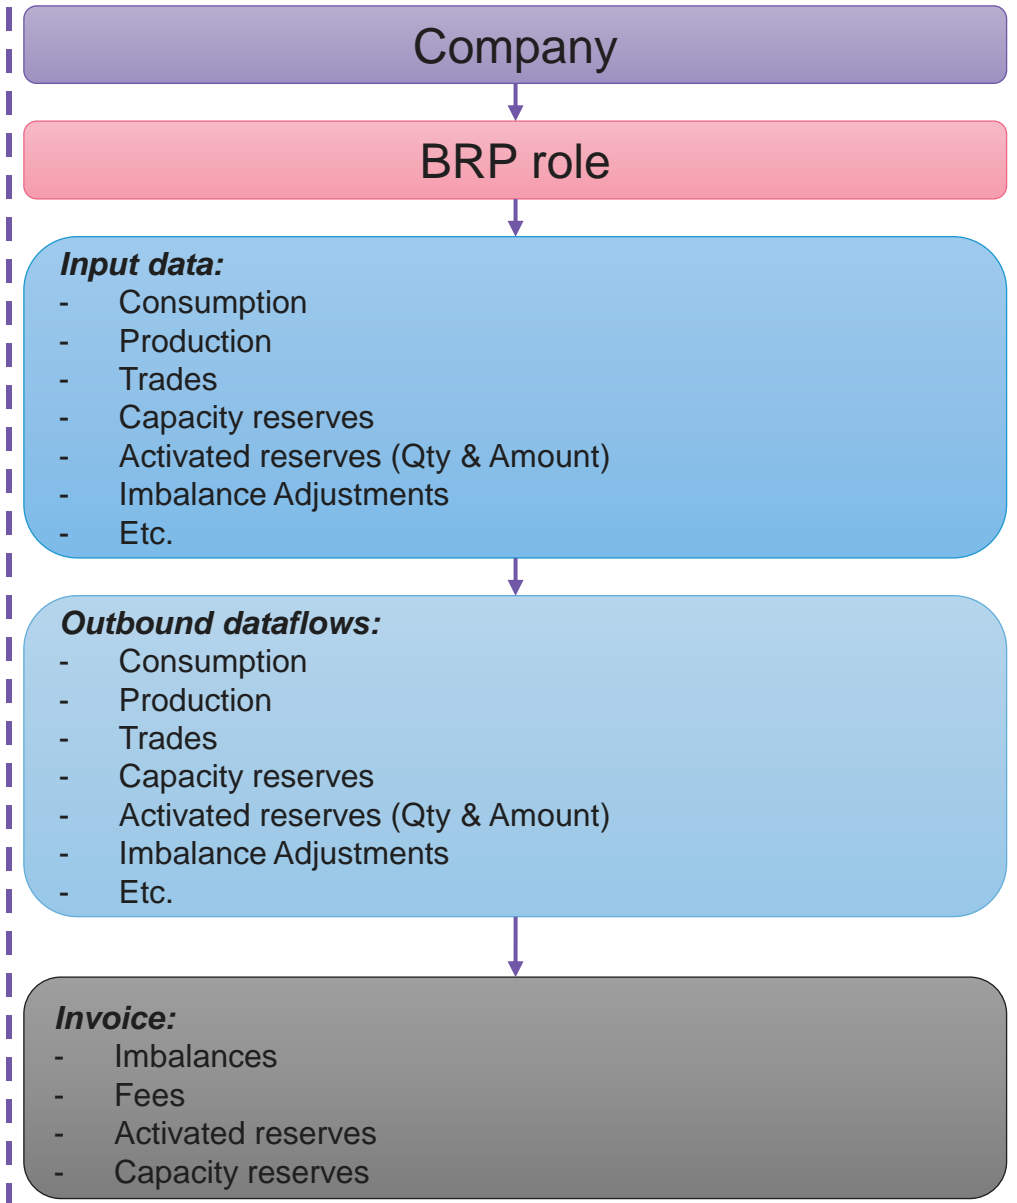 Company
BRP role
Input data:
- Consumption
- Production
- Trades
- Capacity reserves
- Activated reserves (Qty & Amount)
- Imbalance Adjustments
- Etc.
Outbound dataflows:
- Consumption
- Production
- Trades
- Capacity reserves
- Activated reserves (Qty & Amount)
- Imbalance Adjustments
- Etc.
Invoice:
- Imbalances
- Fees
- Activated reserves
- Capacity reserves